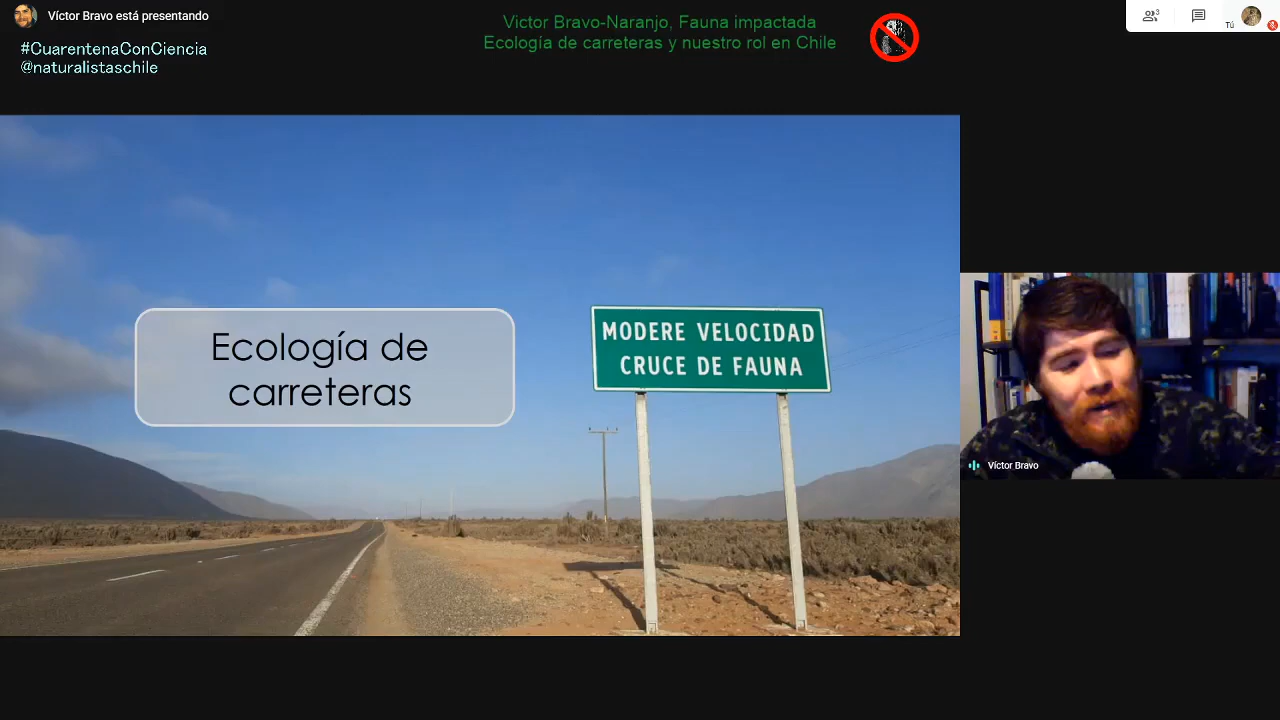 Víctor Bravo está presentando
#CuarentenaConCiencia
@naturalistaschile
Victor Bravo-Naranjo, Fauna impactada
Ecología de carreteras y nuestro rol en Chile
3
Tú
Ecología de
carreteras
MODERE VELOCIDAD
CRUCE DE FAUNA
Víctor Bravo